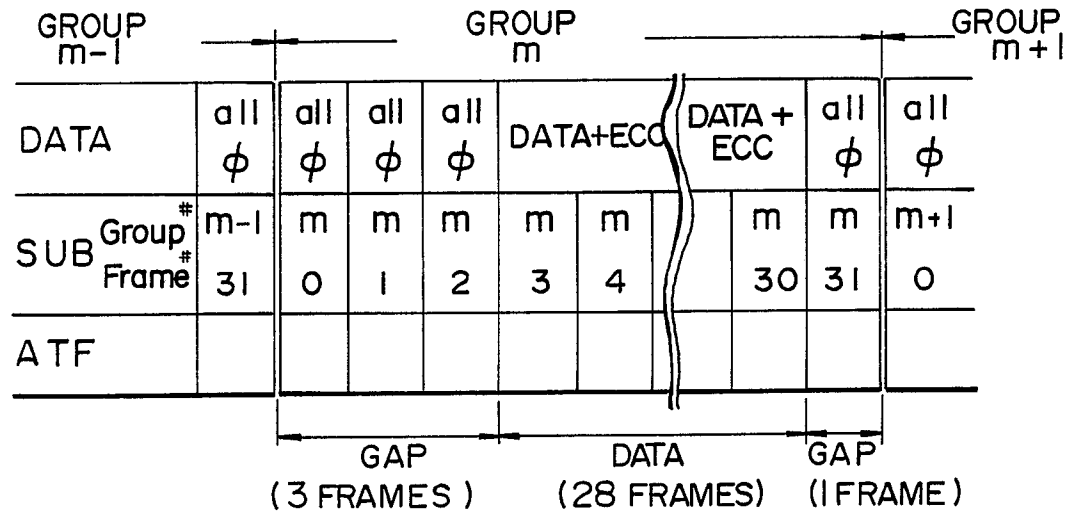 GROUP m-1 GROUP m GROUP m+1
DATA all ϕ all ϕ all ϕ all ϕ DATA+ECC DATA + ECC all ϕ all ϕ
SUB Group# m-1 m m m m m m m m+1
Frame# 31 0 1 2 3 4 30 31 0
ATF
GAP DATA GAP
(3 FRAMES) (28 FRAMES) (1 FRAME)